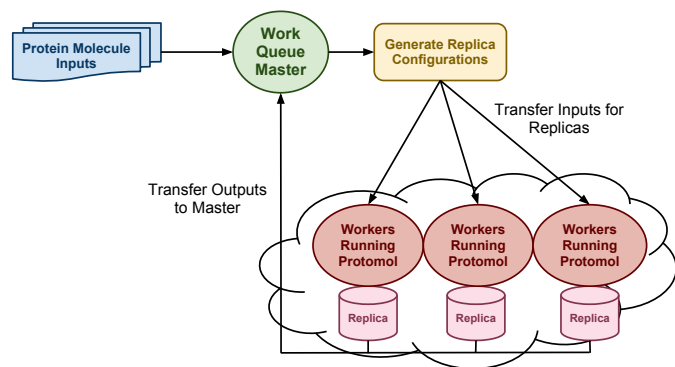 Protein Molecule
Inputs
Work
Queue
Master
Generate Replica
Configurations
Transfer Inputs for
Replicas
Transfer Outputs
to Master
Workers
Running
Protomol
Workers
Running
Protomol
Workers
Running
Protomol
Replica
Replica
Replica